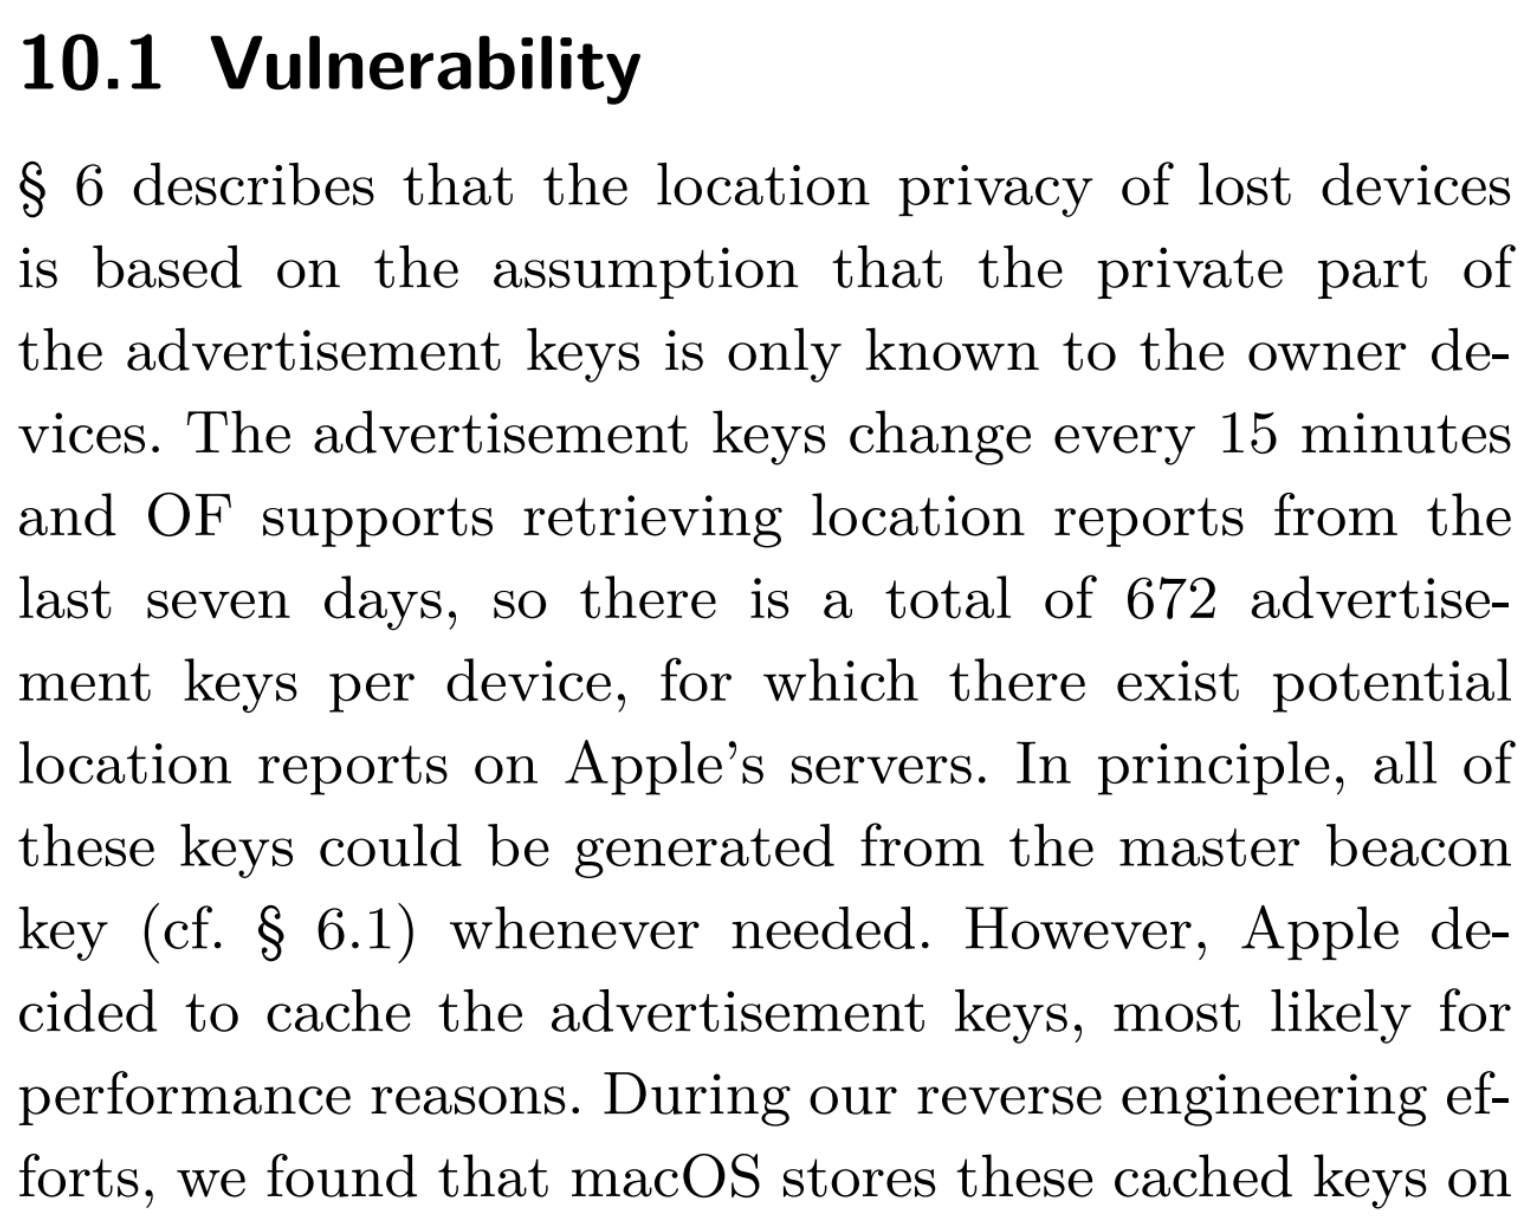 10.1 Vulnerability
§ 6 describes that the location privacy of lost devices
is based on the assumption that the private part of
the advertisement keys is only known to the owner de-
vices. The advertisement keys change every 15 minutes
and OF supports retrieving location reports from the
last seven days, so there is a total of 672 advertise-
ment keys per device, for which there exist potential
location reports on Apple’s servers. In principle, all of
these keys could be generated from the master beacon
key (cf. § 6.1) whenever needed. However, Apple de-
cided to cache the advertisement keys, most likely for
performance reasons. During our reverse engineering ef-
forts, we found that macOS stores these cached keys on